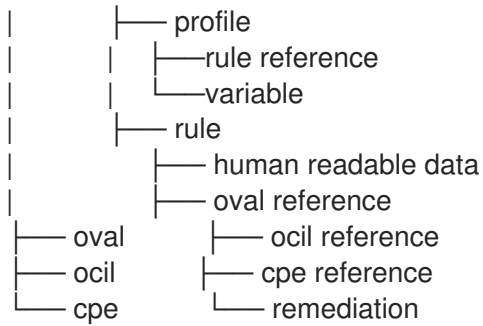 | ├── profile
| | ├──rule reference
| | └──variable
| ├── rule
| ├── human readable data
| ├── oval reference
├── oval ├── ocil reference
├── ocil ├── cpe reference
└── cpe └── remediation